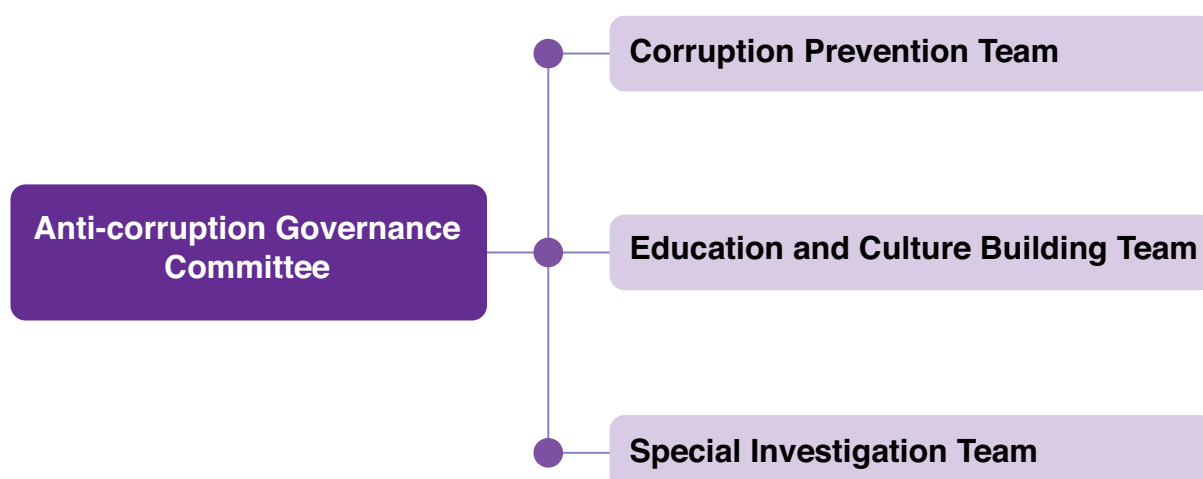 Corruption Prevention Team
Anti-corruption Governance
Committee
Education and Culture Building Team
Special Investigation Team